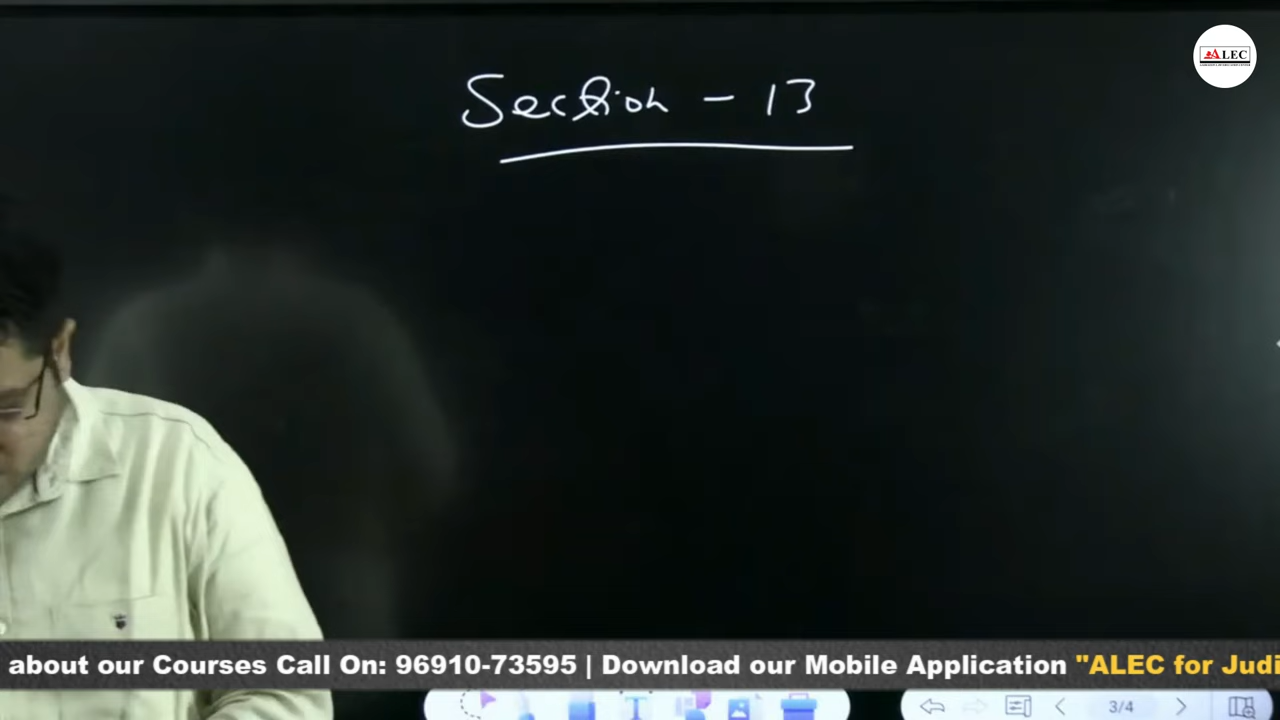 Section - 13
ALEC
about our Courses Call On: 96910-73595 | Download our Mobile Application "ALEC for Judi
3/4